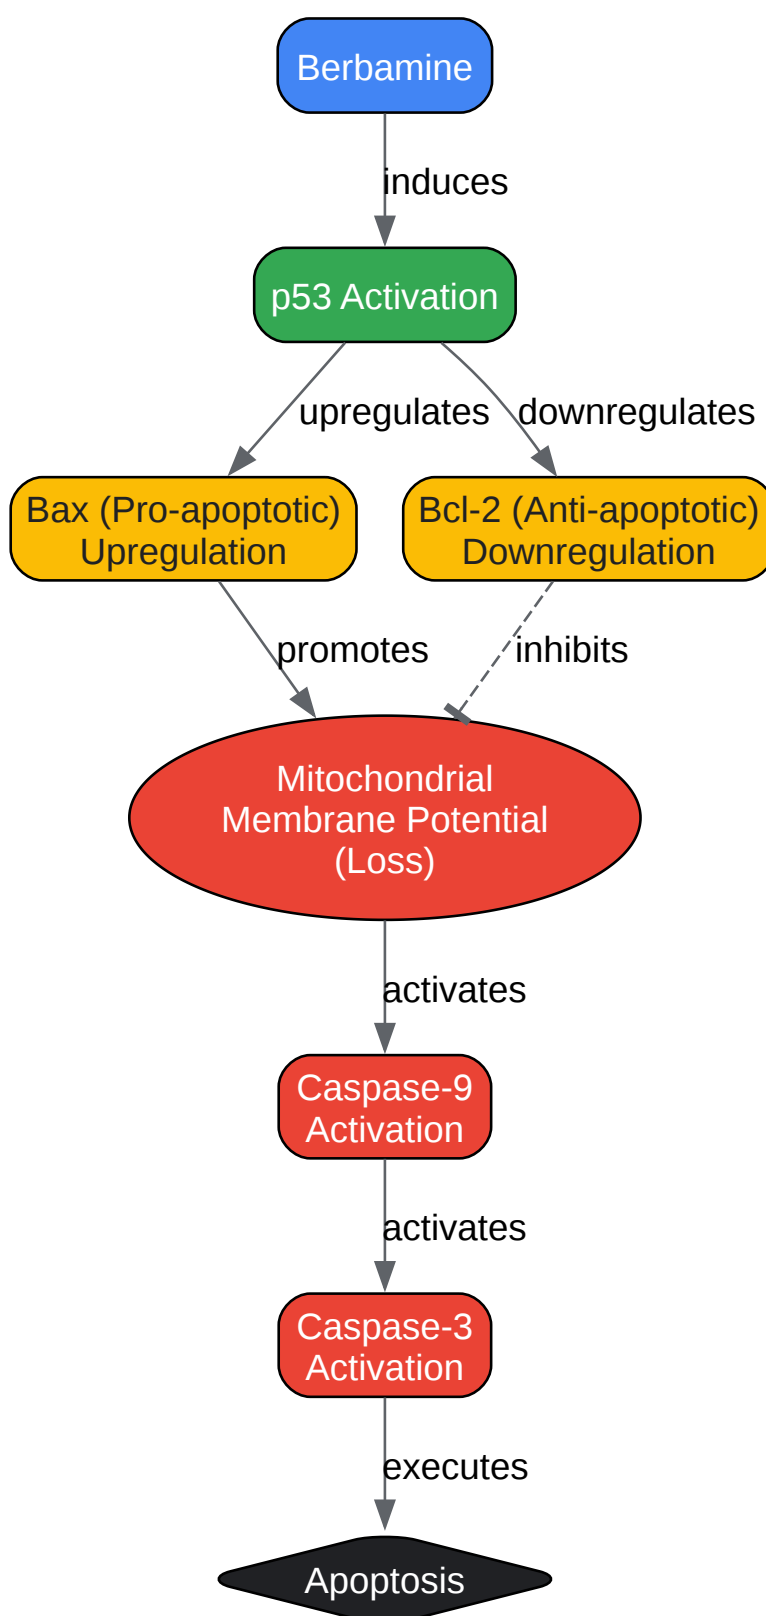 Berbamine
induces
p53 Activation
upregulates
downregulates
Bax (Pro-apoptotic)
Upregulation
Bcl-2 (Anti-apoptotic)
Downregulation
promotes
inhibits
Mitochondrial
Membrane Potential
(Loss)
activates
Caspase-9
Activation
activates
Caspase-3
Activation
executes
Apoptosis